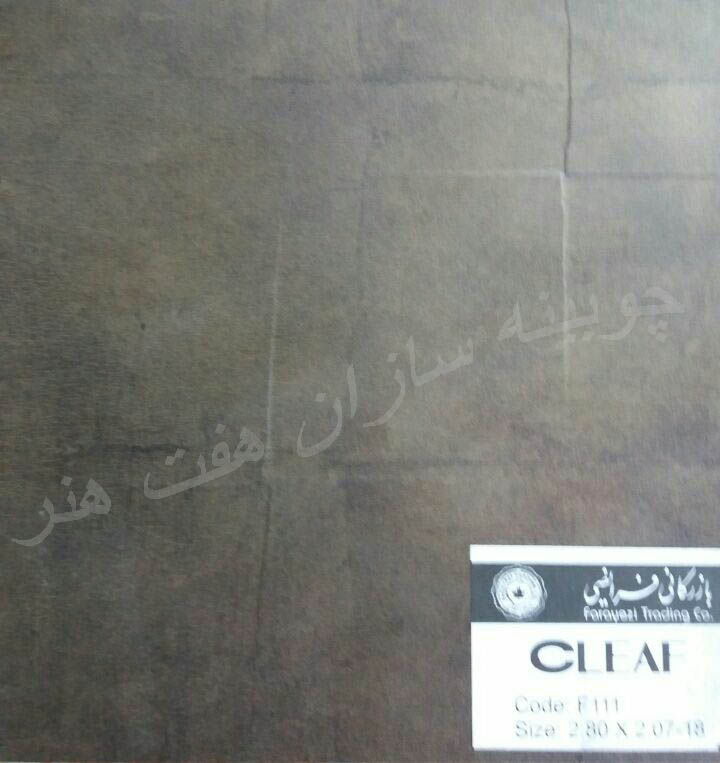 چوبینه سازان هفت هنر
بازرگانی فرایضی
Farayezi Trading Co.
CLEAF
Code: F111
Size: 2.80 X 2.07-18